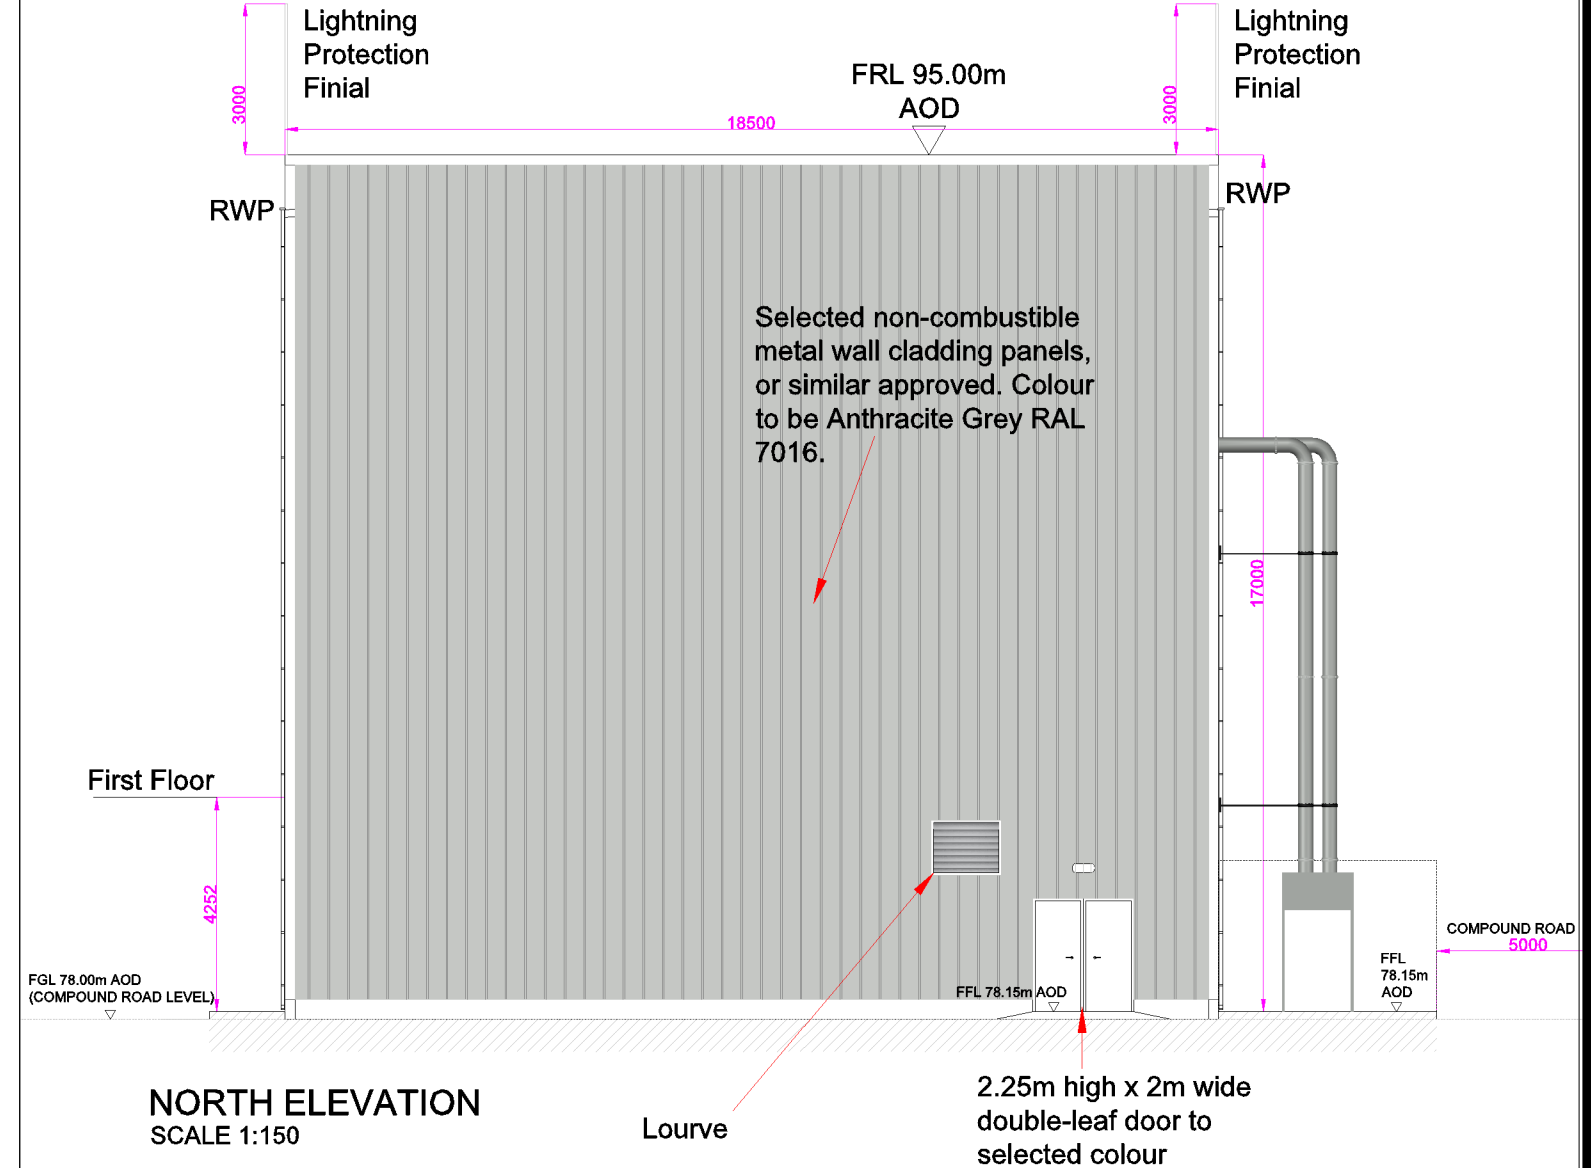 Lightning
Protection
Finial
3000
FRL 95.00m
AOD
18500
Lightning
Protection
Finial
3000
RWP
RWP
Selected non-combustible
metal wall cladding panels,
or similar approved. Colour
to be Anthracite Grey RAL
7016.
17000
First Floor
4252
COMPOUND ROAD
5000
FGL 78.00m AOD
(COMPOUND ROAD LEVEL)
FFL 78.15m AOD
FFL
78.15m
AOD
NORTH ELEVATION
SCALE 1:150
Lourve
2.25m high x 2m wide
double-leaf door to
selected colour